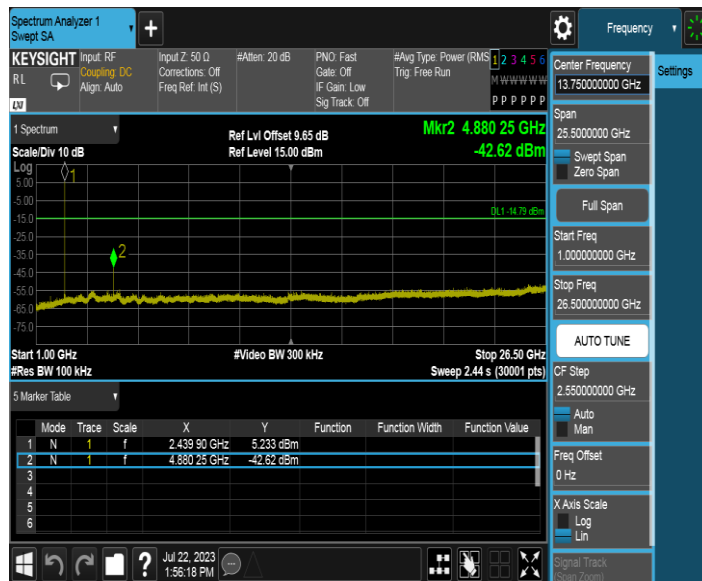 Spectrum Analyzer 1
Swept SA
+
Frequency
KEYSIGHT
RL
LXI
Input: RF
Coupling: DC
Align: Auto
Input Z: 50 Ω
Corrections: Off
Freq Ref: Int (S)
#Atten: 20 dB
PNO: Fast
Gate: Off
IF Gain: Low
Sig Track: Off
#Avg Type: Power (RMS
Trig: Free Run
1 2 3 4 5 6
M W W W W W
P P P P P P
1 Spectrum
Scale/Div 10 dB
Ref Lvl Offset 9.65 dB
Ref Level 15.00 dBm
Mkr2 4.880 25 GHz
-42.62 dBm
Log
5.00
-5.00
-15.0
-25.0
-35.0
-45.0
-55.0
-65.0
-75.0
1
2
DL1 -14.79 dBm
Start 1.00 GHz
#Video BW 300 kHz
Stop 26.50 GHz
#Res BW 100 kHz
Sweep 2.44 s (30001 pts)
5 Marker Table
Mode Trace Scale X Y Function Function Width Function Value
1 N 1 f 2.439 90 GHz 5.233 dBm
2 N 1 f 4.880 25 GHz -42.62 dBm
3
4
5
6
?
Jul 22, 2023
1:56:18 PM
Center Frequency
13.750000000 GHz
Span
25.5000000 GHz
Swept Span
Zero Span
Full Span
Start Freq
1.000000000 GHz
Stop Freq
26.500000000 GHz
AUTO TUNE
CF Step
2.550000000 GHz
Auto
Man
Freq Offset
0 Hz
X Axis Scale
Log
Lin
Signal Track
(Span Zoom)
Settings